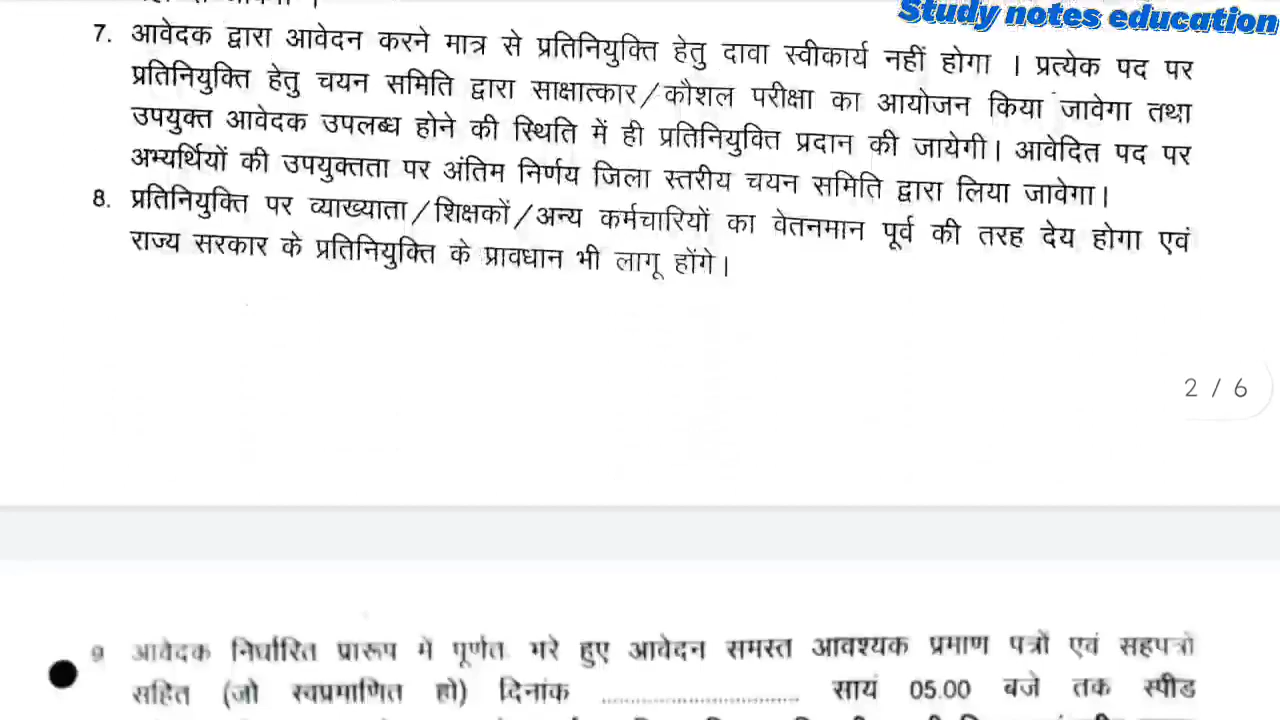 Study notes education
7. आवेदक द्वारा आवेदन करने मात्र से प्रतिनियुक्ति हेतु दावा स्वीकार्य नहीं होगा । प्रत्येक पद पर
प्रतिनियुक्ति हेतु चयन समिति द्वारा साक्षात्कार/कौशल परीक्षा का आयोजन किया जावेगा तथा
उपयुक्त आवेदक उपलब्ध होने की स्थिति में ही प्रतिनियुक्ति प्रदान की जायेगी। आवेदित पद पर
अभ्यर्थियों की उपयुक्तता पर अंतिम निर्णय जिला स्तरीय चयन समिति द्वारा लिया जावेगा।
8. प्रतिनियुक्ति पर व्याख्याता/शिक्षकों/अन्य कर्मचारियों का वेतनमान पूर्व की तरह देय होगा एवं
राज्य सरकार के प्रतिनियुक्ति के प्रावधान भी लागू होंगे।
2 / 6
9 आवेदक निर्धारित प्रारूप में पूर्णत भरे हुए आवेदन समस्त आवश्यक प्रमाण पत्रों एवं सहपत्रों
सहित (जो स्वप्रमाणित हो) दिनांक ............................ सायं 05.00 बजे तक स्पीड